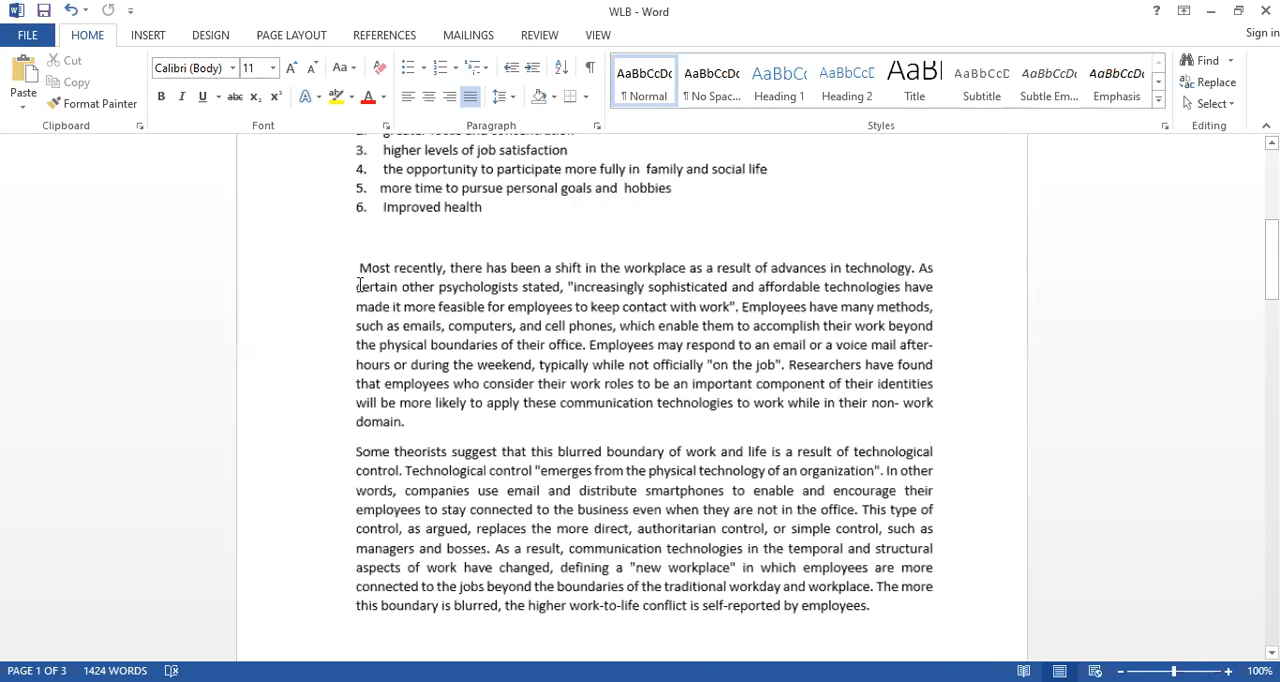 WLB - Word
?
FILE HOME INSERT DESIGN PAGE LAYOUT REFERENCES MAILINGS REVIEW VIEW Sign in
Paste
Cut
Copy
Format Painter
Calibri (Body) 11
AaBbCcDc AaBbCcDc AaBbCc AaBbCcC AaBI AaBbCcD AaBbCcDc AaBbCcDc
¶ Normal ¶ No Spac... Heading 1 Heading 2 Title Subtitle Subtle Em... Emphasis
Find
Replace
Select
Clipboard Font Paragraph Styles Editing
3. higher levels of job satisfaction
4. the opportunity to participate more fully in family and social life
5. more time to pursue personal goals and hobbies
6. Improved health
Most recently, there has been a shift in the workplace as a result of advances in technology. As
certain other psychologists stated, "increasingly sophisticated and affordable technologies have
made it more feasible for employees to keep contact with work". Employees have many methods,
such as emails, computers, and cell phones, which enable them to accomplish their work beyond
the physical boundaries of their office. Employees may respond to an email or a voice mail after-
hours or during the weekend, typically while not officially "on the job". Researchers have found
that employees who consider their work roles to be an important component of their identities
will be more likely to apply these communication technologies to work while in their non- work
domain.
Some theorists suggest that this blurred boundary of work and life is a result of technological
control. Technological control "emerges from the physical technology of an organization". In other
words, companies use email and distribute smartphones to enable and encourage their
employees to stay connected to the business even when they are not in the office. This type of
control, as argued, replaces the more direct, authoritarian control, or simple control, such as
managers and bosses. As a result, communication technologies in the temporal and structural
aspects of work have changed, defining a "new workplace" in which employees are more
connected to the jobs beyond the boundaries of the traditional workday and workplace. The more
this boundary is blurred, the higher work-to-life conflict is self-reported by employees.
PAGE 1 OF 3 1424 WORDS 100%